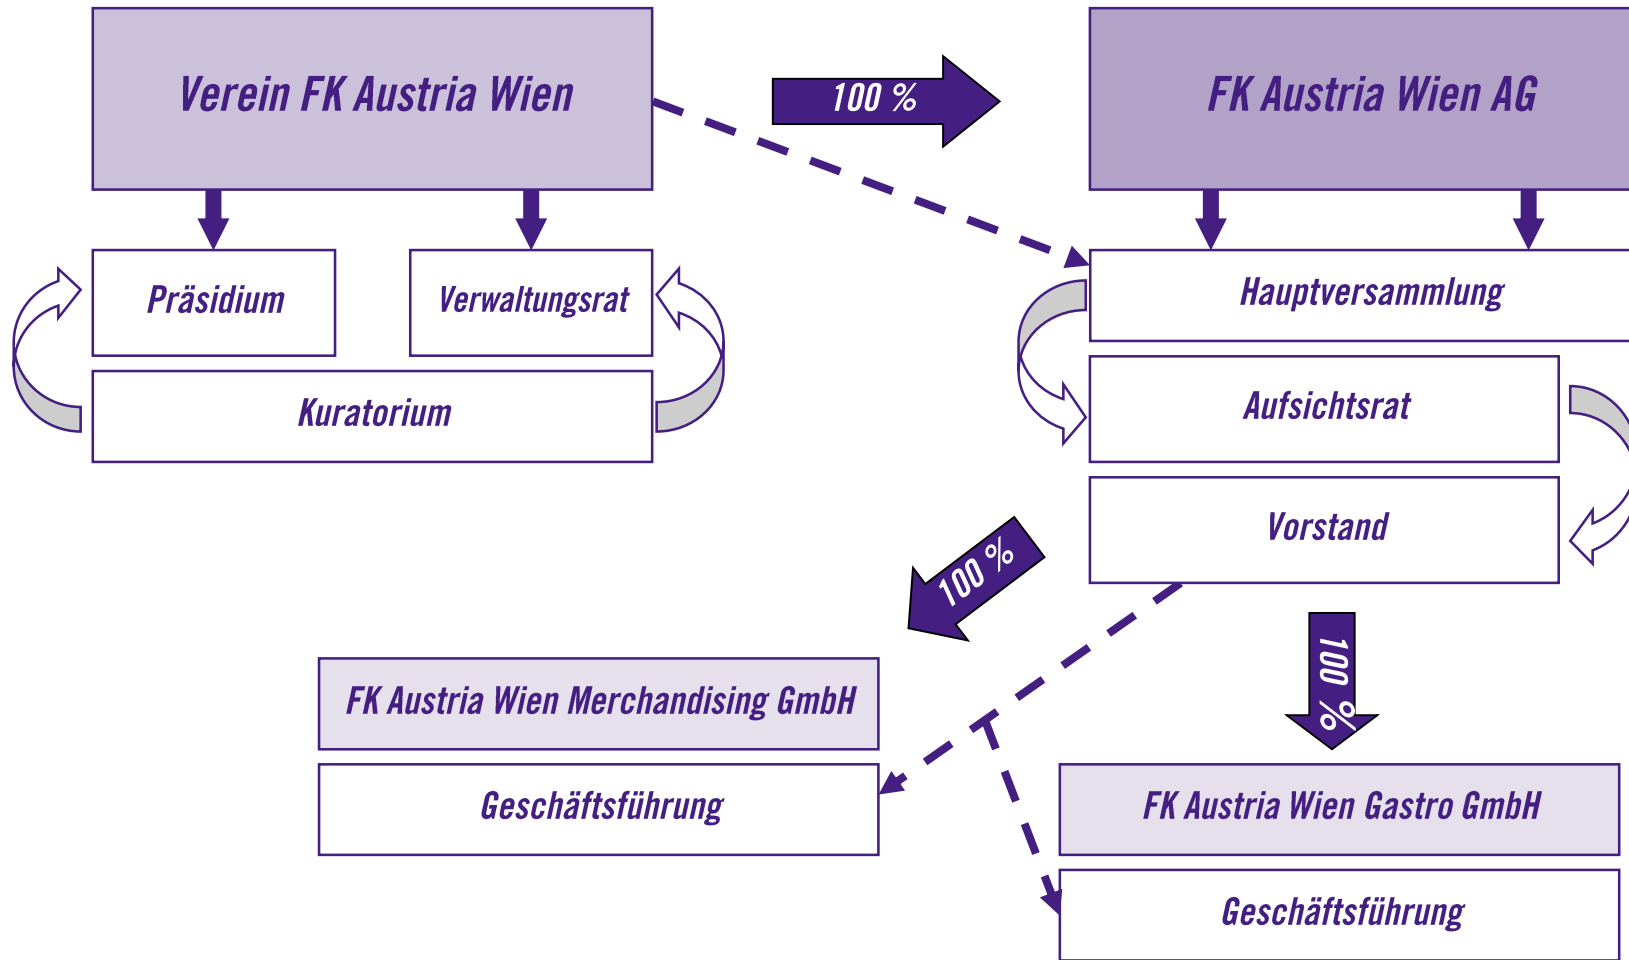 Verein FK Austria Wien
100 %
FK Austria Wien AG
Präsidium
Verwaltungsrat
Hauptversammlung
Kuratorium
Aufsichtsrat
Vorstand
100 %
100 %
FK Austria Wien Merchandising GmbH
Geschäftsführung
FK Austria Wien Gastro GmbH
Geschäftsführung